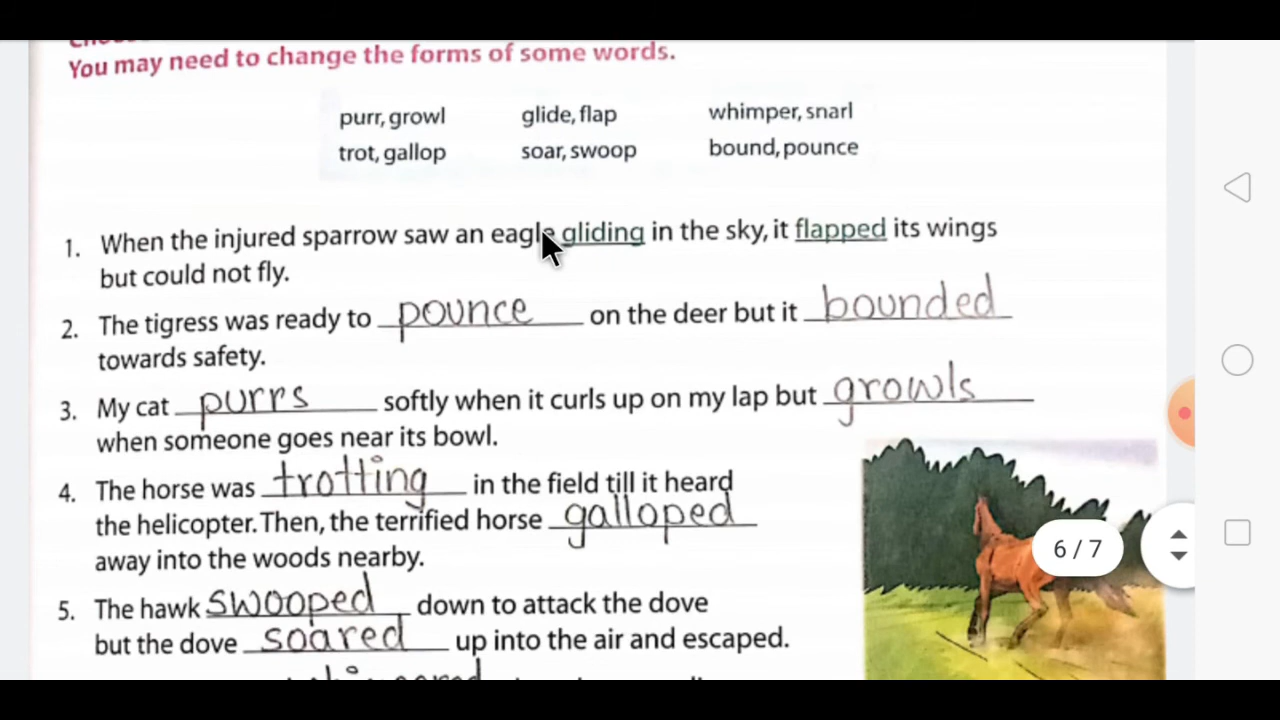 You may need to change the forms of some words.
purr, growl glide, flap whimper, snarl
trot, gallop soar, swoop bound, pounce
1. When the injured sparrow saw an eagle gliding in the sky, it flapped its wings
but could not fly.
2. The tigress was ready to pounce on the deer but it bounded
towards safety.
3. My cat purrs softly when it curls up on my lap but growls
when someone goes near its bowl.
4. The horse was trotting in the field till it heard
the helicopter. Then, the terrified horse galloped
away into the woods nearby.
6 / 7
5. The hawk swooped down to attack the dove
but the dove soared up into the air and escaped.